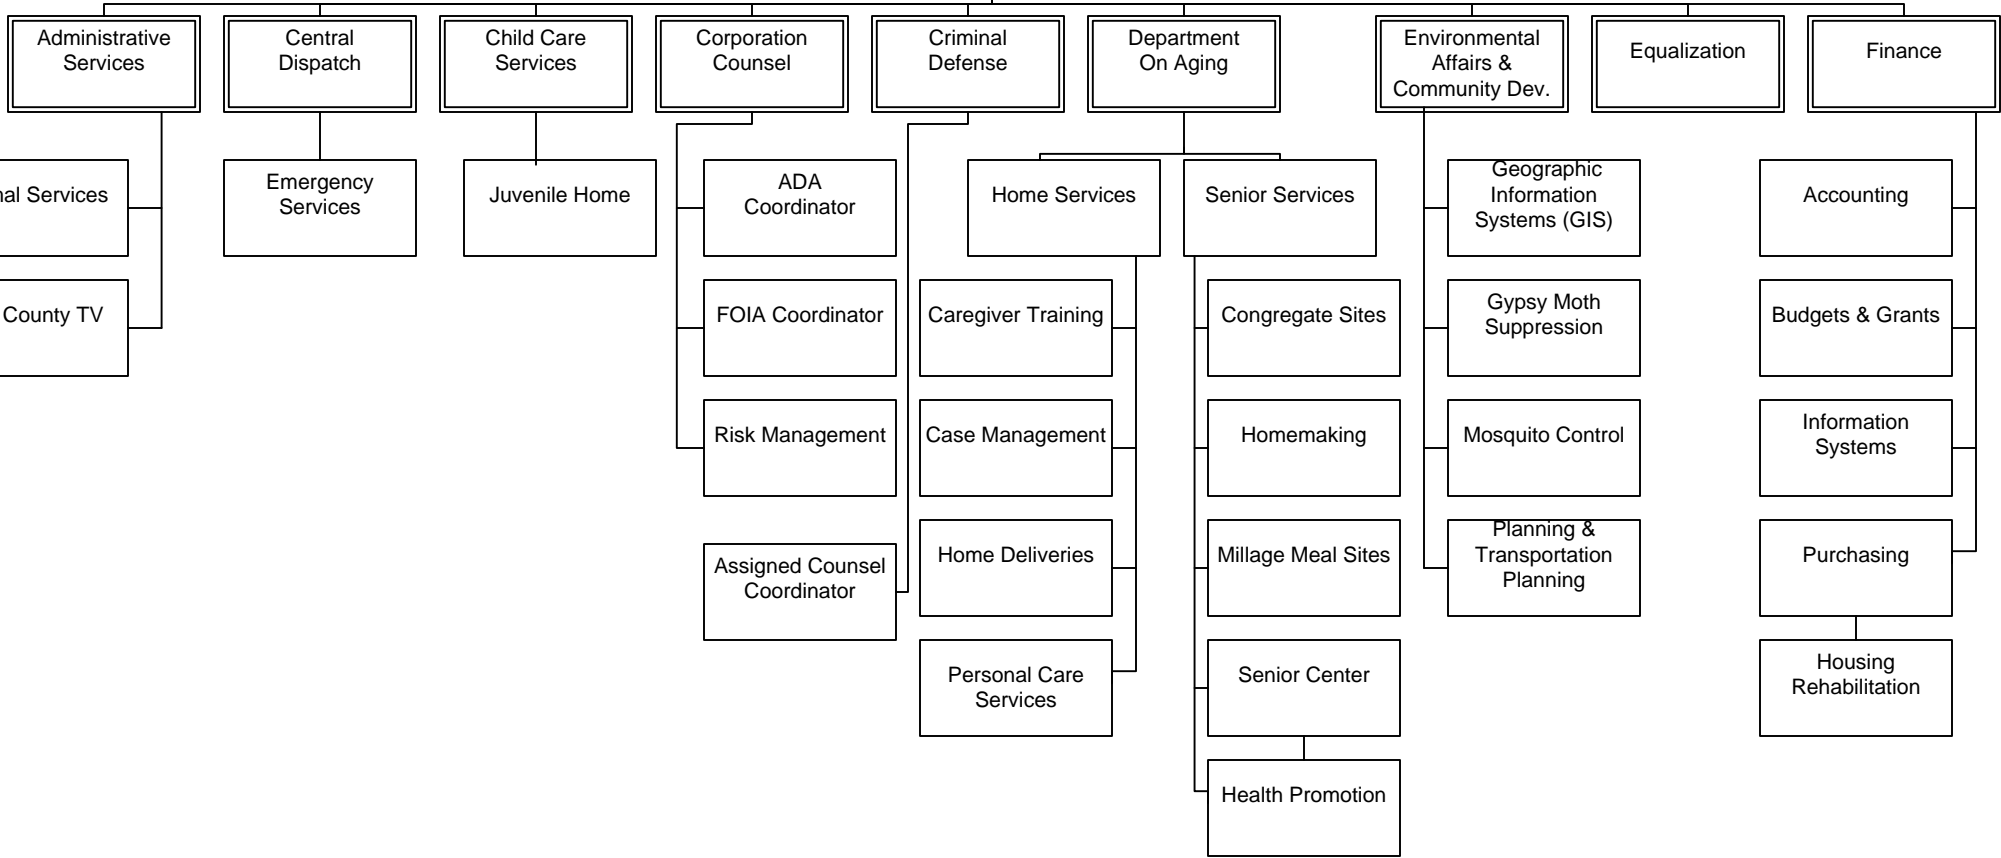 Administrative
Services
Central
Dispatch
Child Care
Services
Corporation
Counsel
Criminal
Defense
Department
On Aging
Environmental
Affairs &
Community Dev.
Equalization
Finance
Services
County TV
Emergency
Services
Juvenile Home
ADA
Coordinator
FOIA Coordinator
Risk Management
Assigned Counsel
Coordinator
Home Services
Caregiver Training
Case Management
Home Deliveries
Personal Care
Services
Senior Services
Congregate Sites
Homemaking
Millage Meal Sites
Senior Center
Health Promotion
Geographic
Information
Systems (GIS)
Gypsy Moth
Suppression
Mosquito Control
Planning &
Transportation
Planning
Accounting
Budgets & Grants
Information
Systems
Purchasing
Housing
Rehabilitation